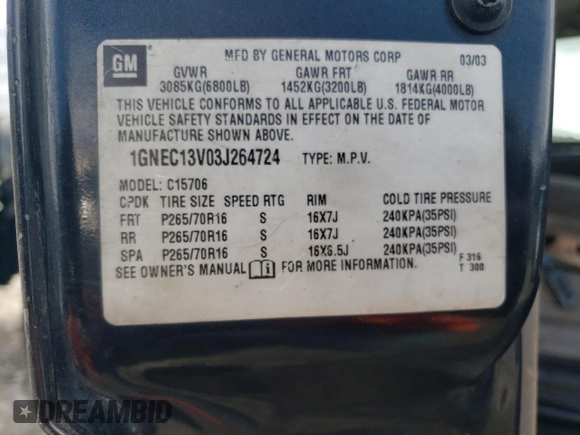 GM
MFD BY GENERAL MOTORS CORP 03/03
GVWR GAWR FRT GAWR RR
3085KG(6800LB) 1452KG(3200LB) 1814KG(4000LB)
THIS VEHICLE CONFORMS TO ALL APPLICABLE U.S. FEDERAL MOTOR
VEHICLE SAFETY STANDARDS IN EFFECT ON THE DATE OF
MANUFACTURE SHOWN ABOVE.
1GNEC13V03J264724 TYPE: M.P.V.
MODEL: C15706
CPDK TIRE SIZE SPEED RTG RIM COLD TIRE PRESSURE
FRT P265/70R16 S 16X7J 240KPA(35PSI)
RR P265/70R16 S 16X7J 240KPA(35PSI)
SPA P265/70R16 S 16X6.5J 240KPA(35PSI)
SEE OWNER'S MANUAL FOR MORE INFORMATION.
F 316
T 300
DREAMBID